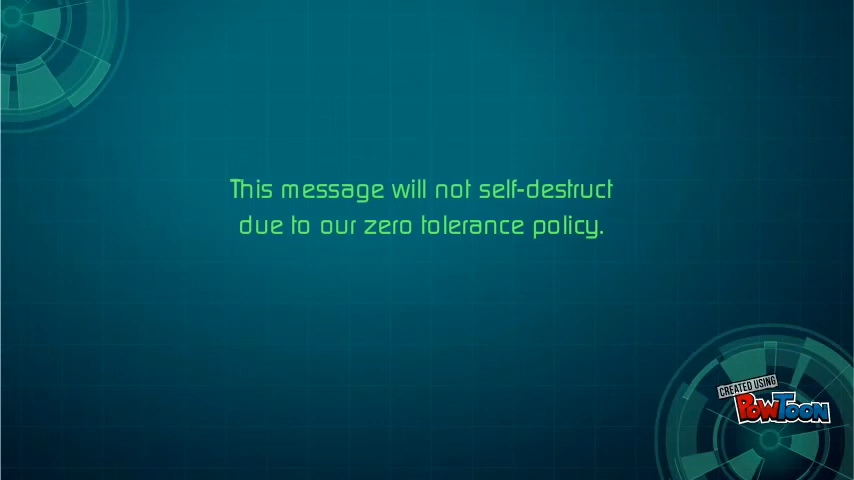 This message will not self-destruct
due to our zero tolerance policy.
CREATED USING
POWTOON